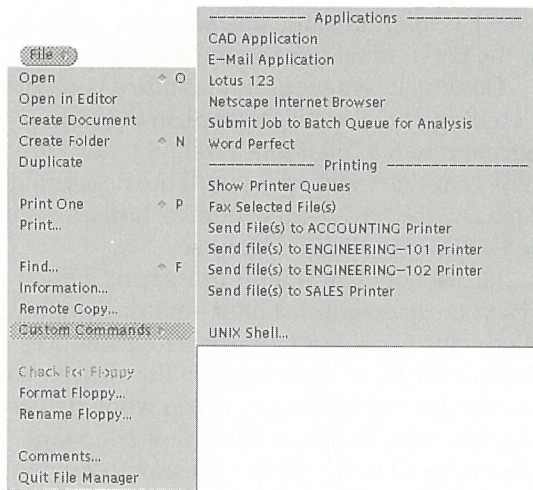 File
Open ◇ O
Open in Editor
Create Document
Create Folder ◇ N
Duplicate
Print One ◇ P
Print...
Find... ◇ F
Information...
Remote Copy...
Custom Commands
Check For Floppy
Format Floppy...
Rename Floppy...
Comments...
Quit File Manager
Applications
CAD Application
E-Mail Application
Lotus 123
Netscape Internet Browser
Submit Job to Batch Queue for Analysis
Word Perfect
Printing
Show Printer Queues
Fax Selected File(s)
Send File(s) to ACCOUNTING Printer
Send file(s) to ENGINEERING-101 Printer
Send file(s) to ENGINEERING-102 Printer
Send file(s) to SALES Printer
UNIX Shell...